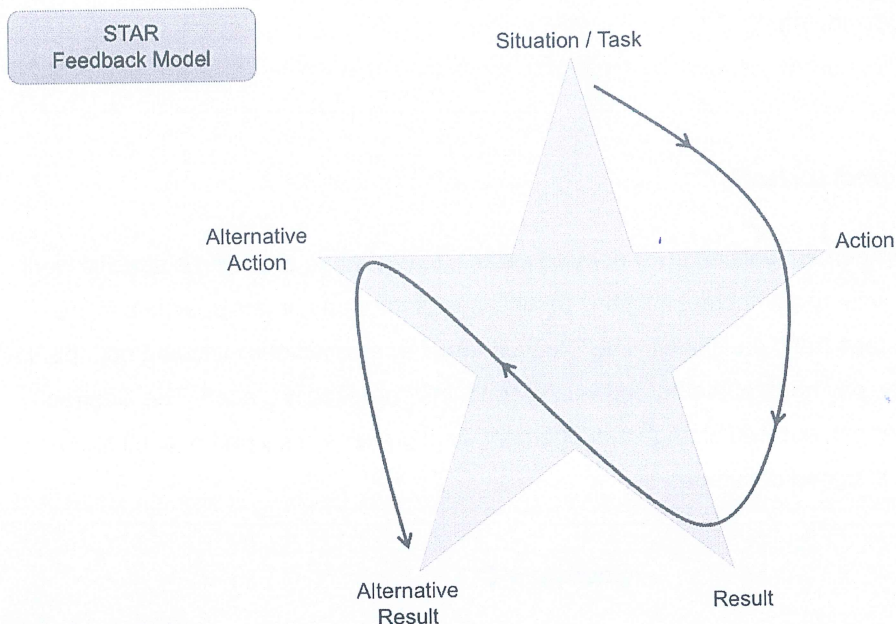 STAR
Feedback Model
Situation / Task
Alternative
Action
Action
Alternative
Result
Result